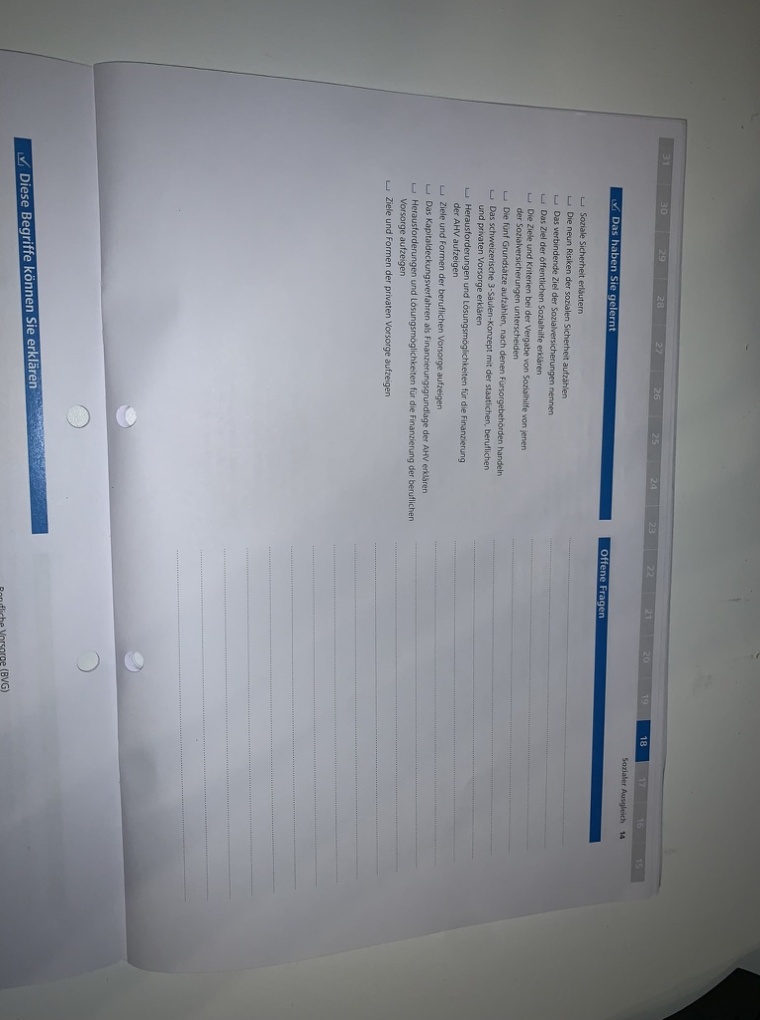 31 30 29 28 27 26 25 24 23 22 21 20 19 18 17 16 15
Sozialer Ausgleich 14
Das haben Sie gelernt
Soziale Sicherheit erläutern
Die neun Risiken der sozialen Sicherheit aufzählen
Das verbindende Ziel der Sozialversicherungen nennen
Das Ziel der öffentlichen Sozialhilfe erklären
Die Ziele und Kriterien bei der Vergabe von Sozialhilfe von jenen
der Sozialversicherungen unterscheiden
Die fünf Grundsätze aufzählen, nach denen Fürsorgebehörden handeln
Das schweizerische 3-Säulen-Konzept mit der staatlichen, beruflichen
und privaten Vorsorge erklären
Herausforderungen und Lösungsmöglichkeiten für die Finanzierung
der AHV aufzeigen
Ziele und Formen der beruflichen Vorsorge aufzeigen
Das Kapitaldeckungsverfahren als Finanzierungsgrundlage der AHV erklären
Herausforderungen und Lösungsmöglichkeiten für die Finanzierung der beruflichen
Vorsorge aufzeigen
Ziele und Formen der privaten Vorsorge aufzeigen
Offene Fragen
Diese Begriffe können Sie erklären
Berufliche Vorsorge (BVG)